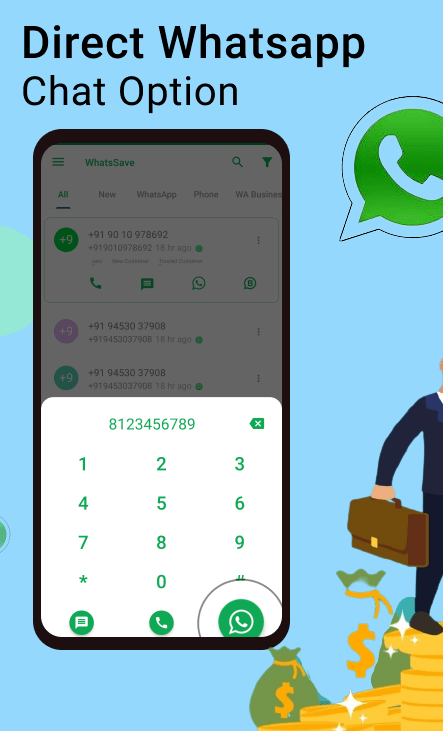 Direct Whatsapp
Chat Option
WhatsSave
All New WhatsApp Phone WA Busines
+9 +91 90 10 978692
+919010978692 18 hr ago
New Customer Trusted Customer
+9 +91 94530 37908
+919453037908 18 hr ago
+9 +91 94530 37908
+919453037908 18 hr ago
8123456789
1 2 3
4 5 6
7 8 9
* 0 #
B
$
$